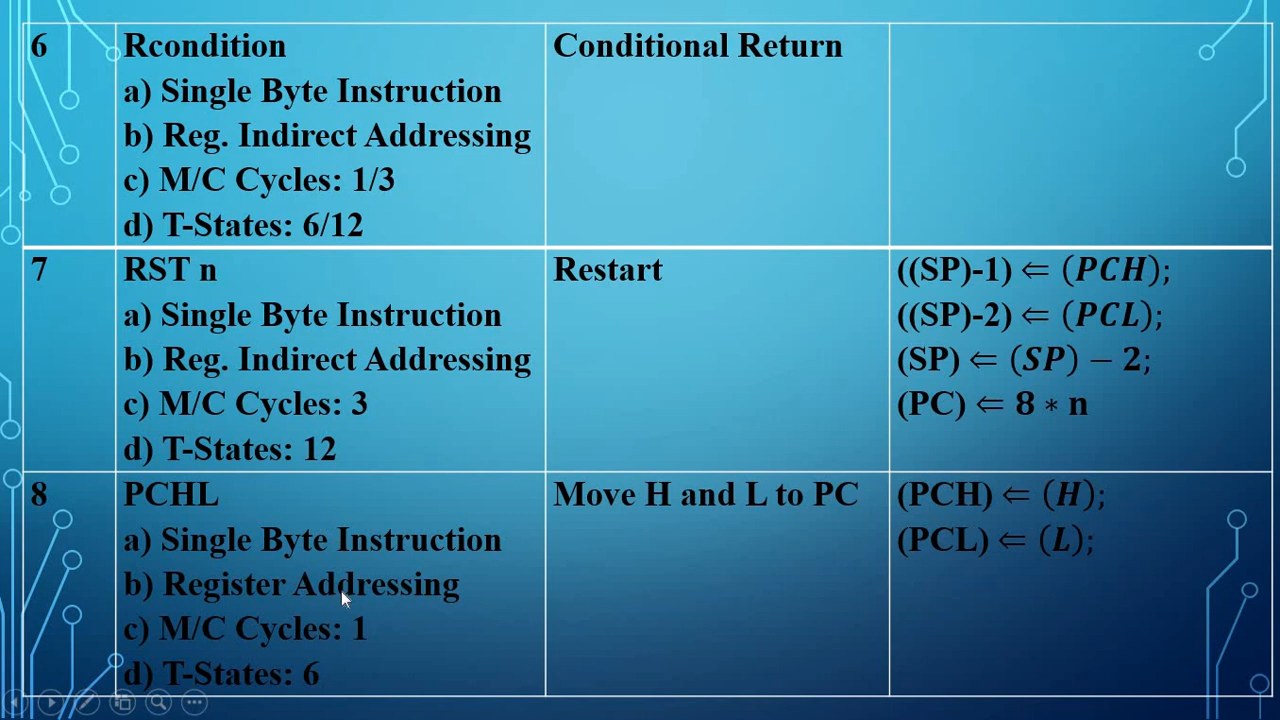 6
Rcondition
a) Single Byte Instruction
b) Reg. Indirect Addressing
c) M/C Cycles: 1/3
d) T-States: 6/12
Conditional Return
7
RST n
a) Single Byte Instruction
b) Reg. Indirect Addressing
c) M/C Cycles: 3
d) T-States: 12
Restart
((SP)-1) ⇐ (PCH);
((SP)-2) ⇐ (PCL);
(SP) ⇐ (SP) − 2;
(PC) ⇐ 8 ∗ n
8
PCHL
a) Single Byte Instruction
b) Register Addressing
c) M/C Cycles: 1
d) T-States: 6
Move H and L to PC
(PCH) ⇐ (H);
(PCL) ⇐ (L);